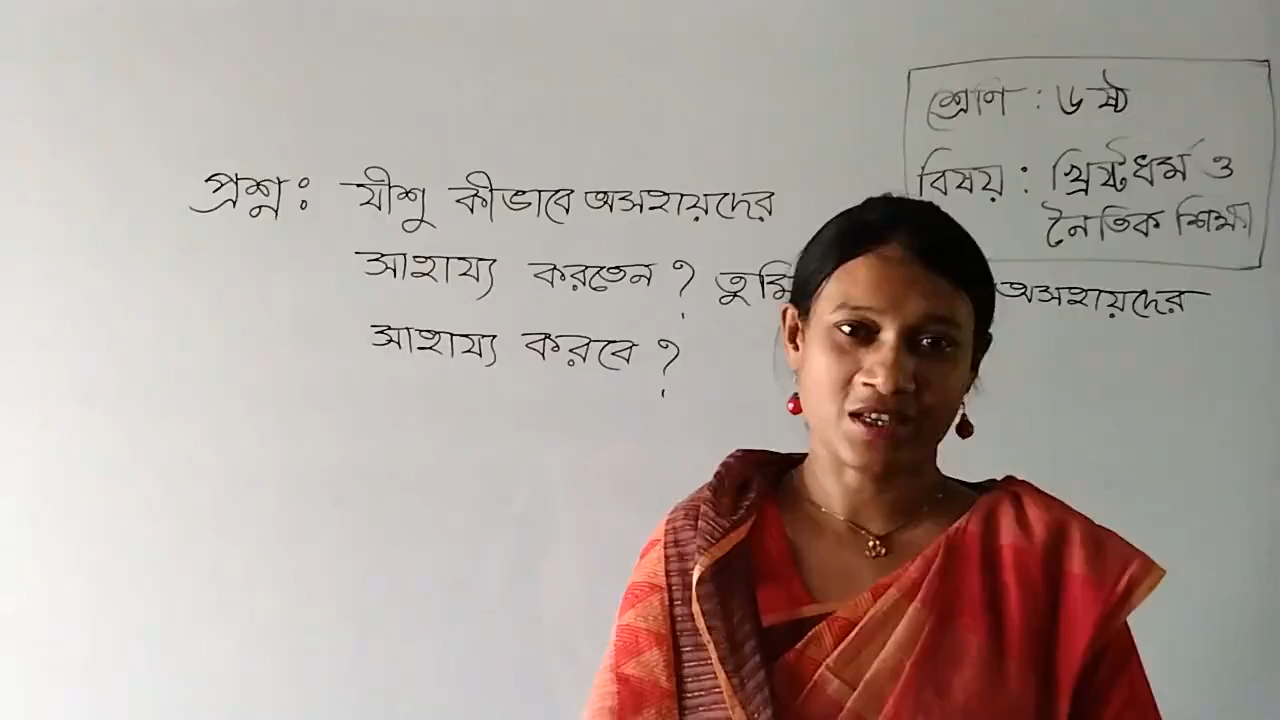 শ্রেণি : ৬ষ্ঠ
বিষয় : খ্রিষ্টধর্ম ও
নৈতিক শিক্ষা
প্রশ্ন: যীশু কীভাবে অসহায়দের
সাহায্য করতেন ? তুমি অসহায়দের
সাহায্য করবে ?